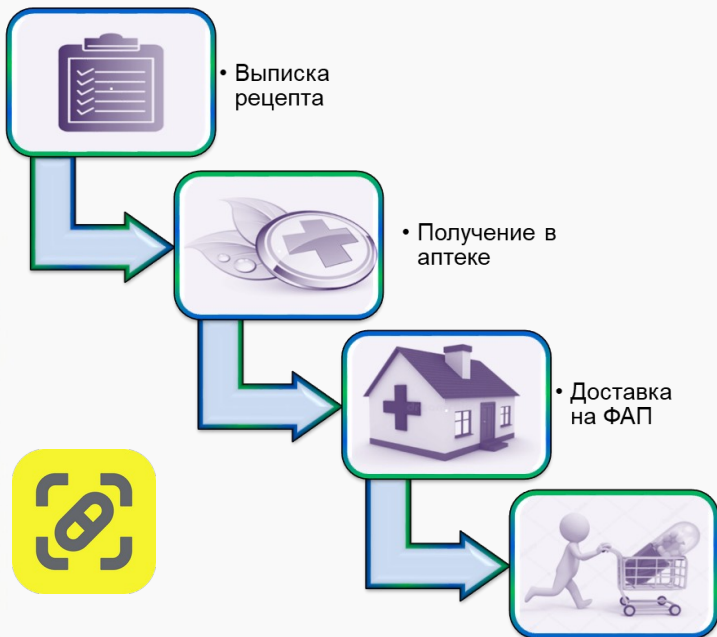 • Выписка
рецепта
• Получение в
аптеке
• Доставка
на ФАП